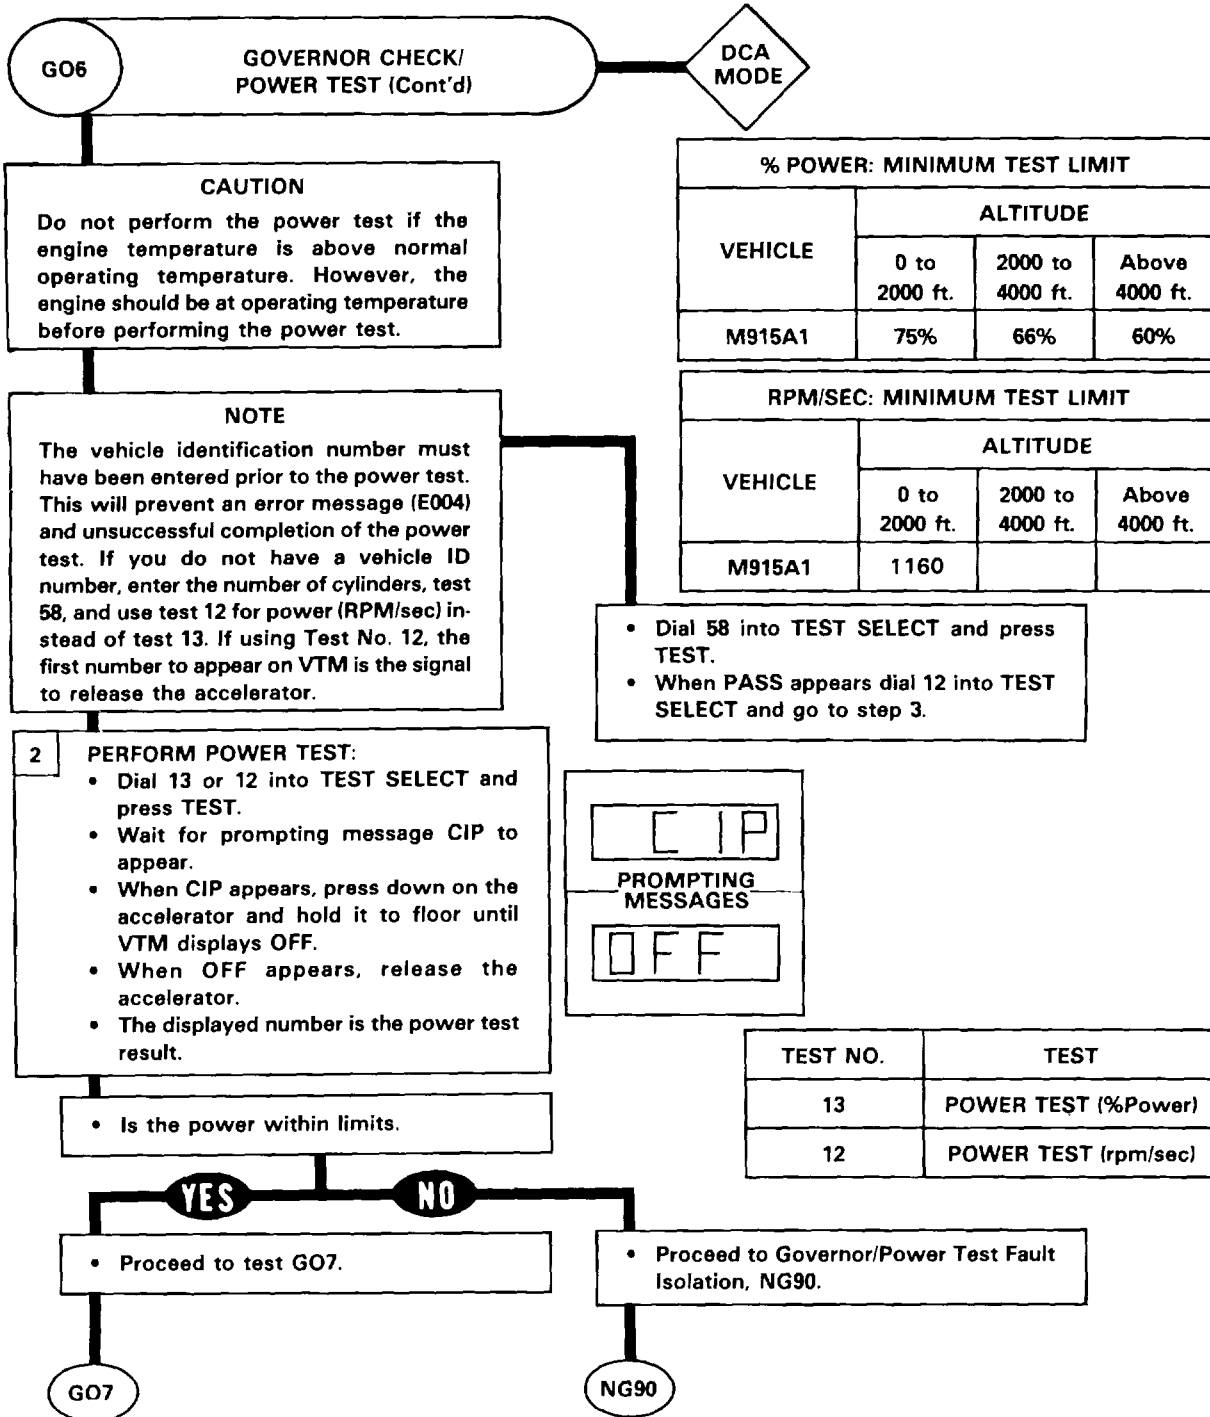 GO6
GOVERNOR CHECK/
POWER TEST (Cont'd)
DCA
MODE
CAUTION
Do not perform the power test if the
engine temperature is above normal
operating temperature. However, the
engine should be at operating temperature
before performing the power test.
% POWER: MINIMUM TEST LIMIT
VEHICLE
ALTITUDE
0 to
2000 ft.
2000 to
4000 ft.
Above
4000 ft.
M915A1 75% 66% 60%
RPM/SEC: MINIMUM TEST LIMIT
VEHICLE
ALTITUDE
0 to
2000 ft.
2000 to
4000 ft.
Above
4000 ft.
M915A1 1160
NOTE
The vehicle identification number must
have been entered prior to the power test.
This will prevent an error message (E004)
and unsuccessful completion of the power
test. If you do not have a vehicle ID
number, enter the number of cylinders, test
58, and use test 12 for power (RPM/sec) in-
stead of test 13. If using Test No. 12, the
first number to appear on VTM is the signal
to release the accelerator.
• Dial 58 into TEST SELECT and press
TEST.
• When PASS appears dial 12 into TEST
SELECT and go to step 3.
2 PERFORM POWER TEST:
• Dial 13 or 12 into TEST SELECT and
press TEST.
• Wait for prompting message CIP to
appear.
• When CIP appears, press down on the
accelerator and hold it to floor until
VTM displays OFF.
• When OFF appears, release the
accelerator.
• The displayed number is the power test
result.
CIP
PROMPTING
MESSAGES
OFF
TEST NO. TEST
13 POWER TEST (%Power)
12 POWER TEST (rpm/sec)
• Is the power within limits.
YES
NO
• Proceed to test GO7.
• Proceed to Governor/Power Test Fault
Isolation, NG90.
GO7
NG90